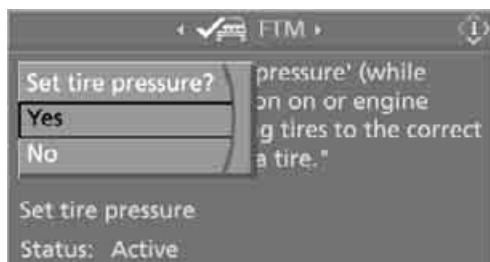 FTM
Set tire pressure?
Yes
No
pressure' (while
on on or engine
g tires to the correct
a tire."
Set tire pressure
Status: Active